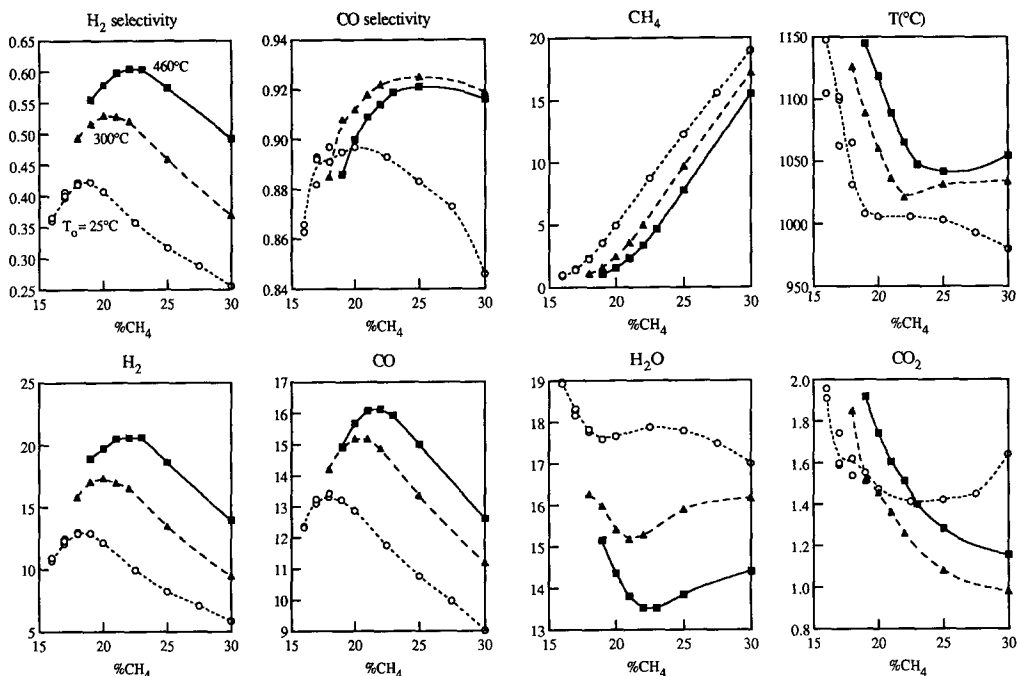 H₂ selectivity
0.65
0.60
0.55
0.50
0.45
0.40
0.35
0.30
0.25
460°C
300°C
Tₒ = 25°C
15 20 25 30
%CH₄
CO selectivity
0.94
0.92
0.90
0.88
0.86
0.84
15 20 25 30
%CH₄
CH₄
20
15
10
5
0
15 20 25 30
%CH₄
T(°C)
1150
1100
1050
1000
950
15 20 25 30
%CH₄
H₂
25
20
15
10
5
15 20 25 30
%CH₄
CO
17
16
15
14
13
12
11
10
9
15 20 25 30
%CH₄
H₂O
19
18
17
16
15
14
13
15 20 25 30
%CH₄
CO₂
2.0
1.8
1.6
1.4
1.2
1.0
0.8
15 20 25 30
%CH₄